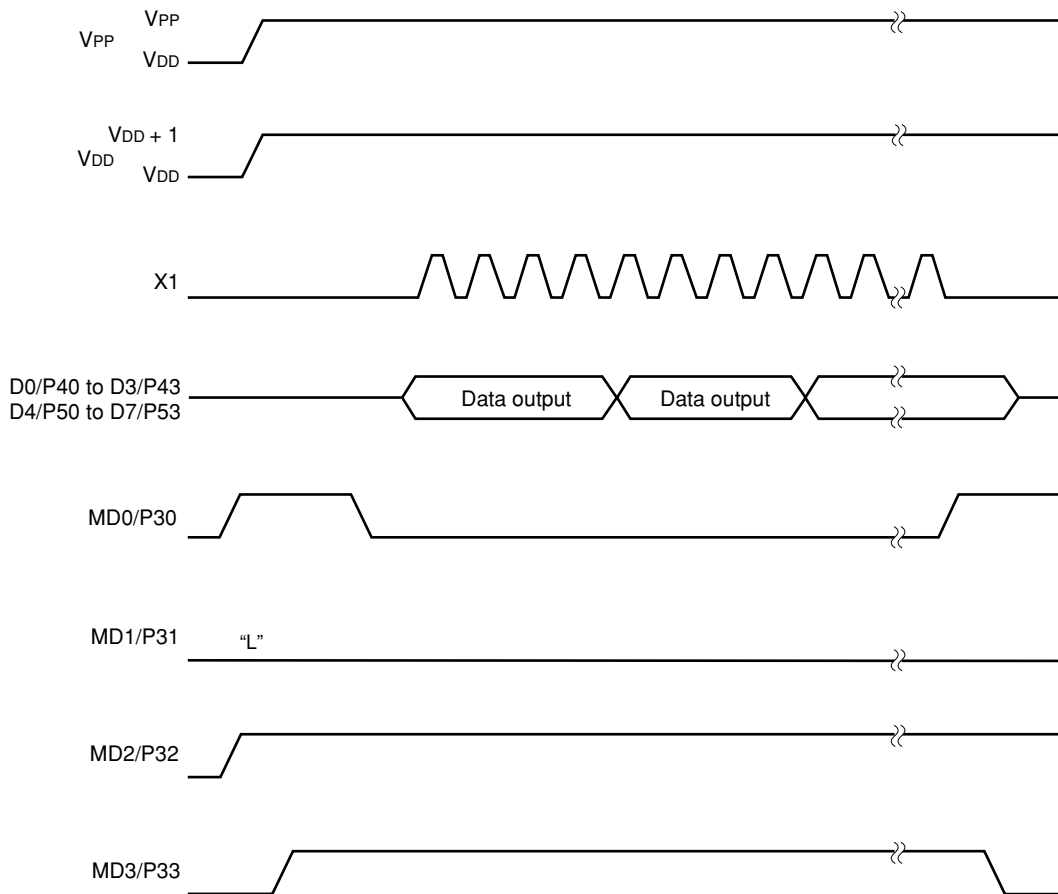 VPP
VPP
VDD
VDD + 1
VDD
VDD
X1
D0/P40 to D3/P43
D4/P50 to D7/P53
Data output
Data output
MD0/P30
MD1/P31
“L”
MD2/P32
MD3/P33